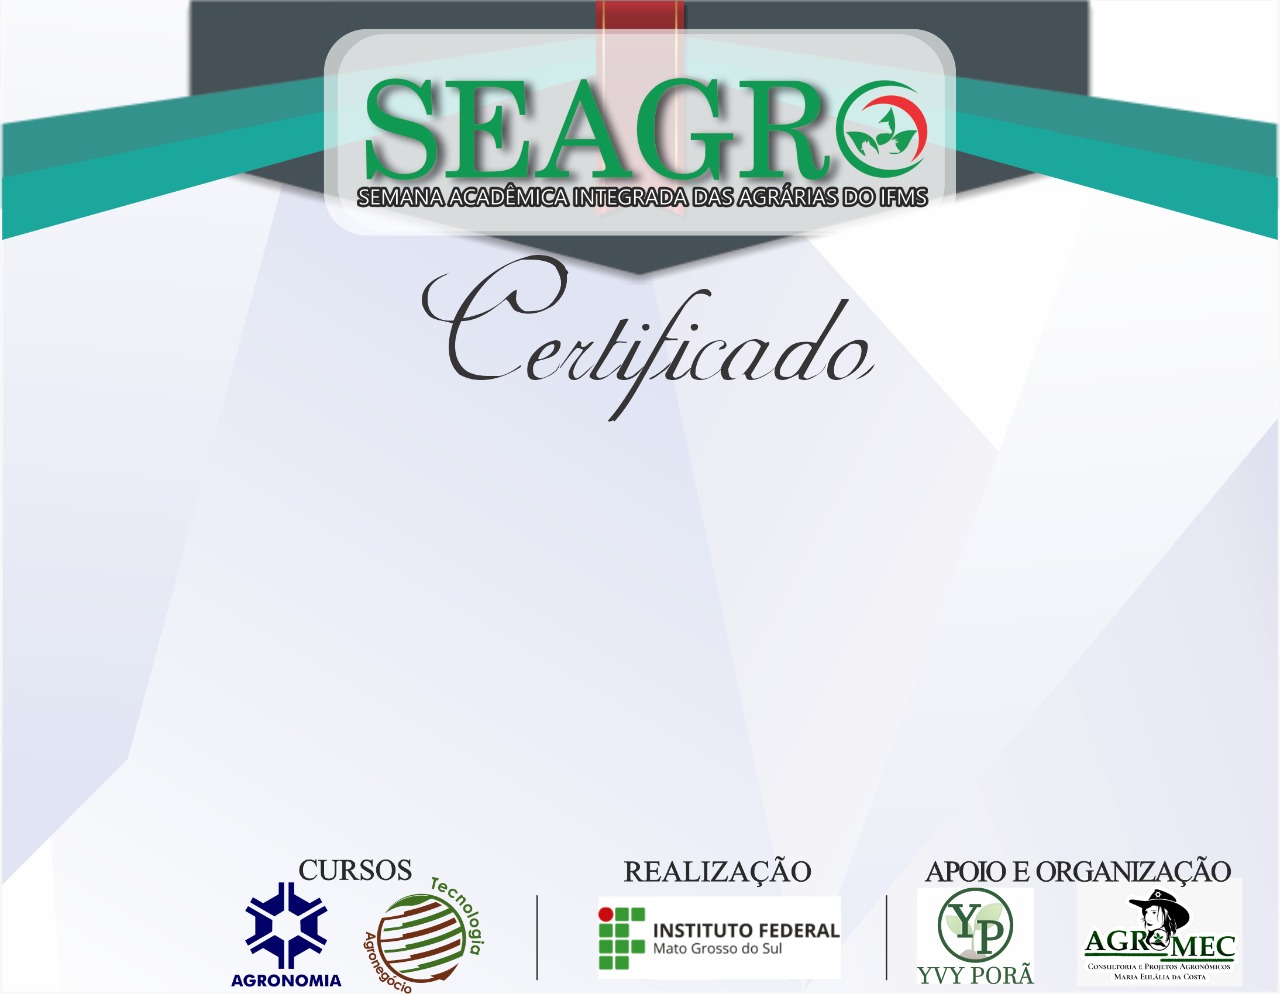 SEAGRO
SEMANA ACADÊMICA INTEGRADA DAS AGRÁRIAS DO IFMS
Certificado
CURSOS
REALIZAÇÃO
APOIO E ORGANIZAÇÃO
AGRONOMIA
Tecnologia
Agronegócio
INSTITUTO FEDERAL
Mato Grosso do Sul
YP
YVY PORÃ
AGROMEC
CONSULTORIA E PROJETOS AGRONÔMICOS
MARIA EULÁLIA DA COSTA